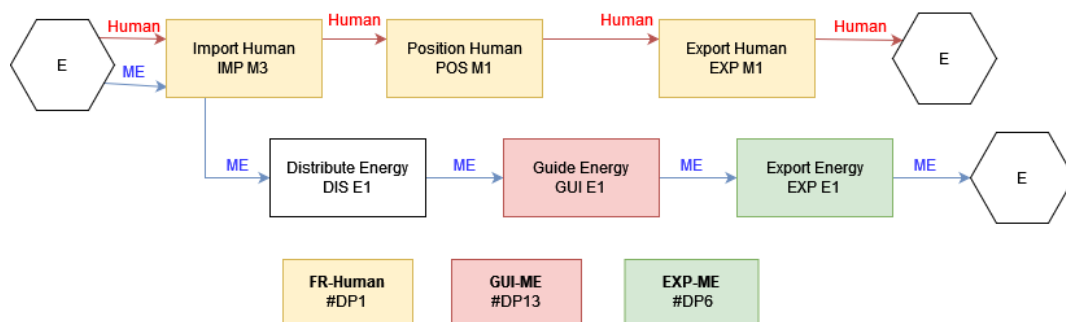 Human
Human
Human
Human
E
ME
Import Human
IMP M3
Position Human
POS M1
Export Human
EXP M1
E
ME
Distribute Energy
DIS E1
ME
Guide Energy
GUI E1
ME
Export Energy
EXP E1
ME
E
FR-Human
#DP1
GUI-ME
#DP13
EXP-ME
#DP6